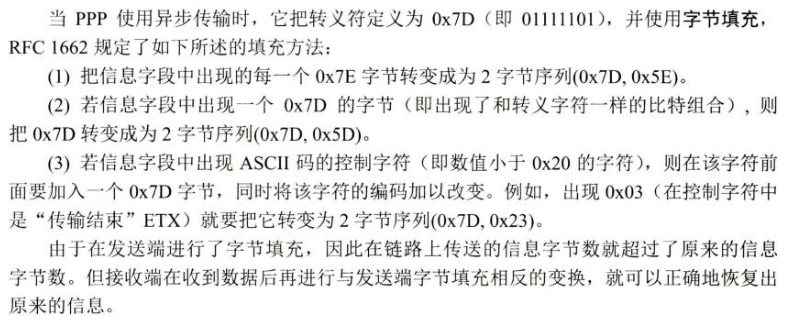 当 PPP 使用异步传输时，它把转义符定义为 0x7D（即 01111101），并使用字节填充，
RFC 1662 规定了如下所述的填充方法：
(1) 把信息字段中出现的每一个 0x7E 字节转变成为 2 字节序列(0x7D, 0x5E)。
(2) 若信息字段中出现一个 0x7D 的字节（即出现了和转义字符一样的比特组合）, 则
把 0x7D 转变成为 2 字节序列(0x7D, 0x5D)。
(3) 若信息字段中出现 ASCII 码的控制字符（即数值小于 0x20 的字符），则在该字符前
面要加入一个 0x7D 字节，同时将该字符的编码加以改变。例如，出现 0x03（在控制字符中
是“传输结束”ETX）就要把它转变为 2 字节序列(0x7D, 0x23)。
由于在发送端进行了字节填充，因此在链路上传送的信息字节数就超过了原来的信息
字节数。但接收端在收到数据后再进行与发送端字节填充相反的变换，就可以正确地恢复出
原来的信息。